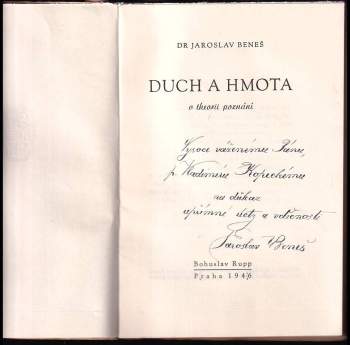 DR JAROSLAV BENEŠ
DUCH A HMOTA
o theorii poznání
Vysoce váženému Pánu,
p. Vladimíru Kopeckému
na důkaz
upřímné úcty a vděčnosti
Jaroslav Beneš
Bohuslav Rupp
Praha 1946